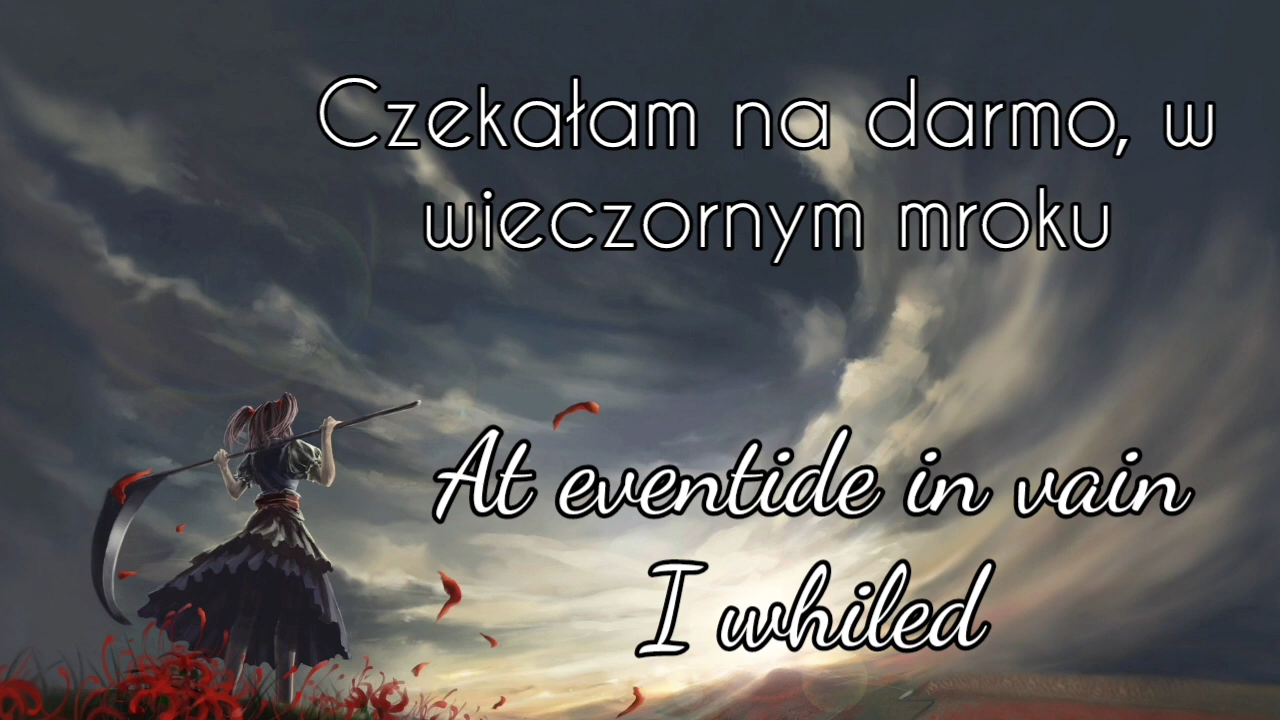 Czekałam na darmo, w
wieczornym mroku
At eventide in vain
I whiled